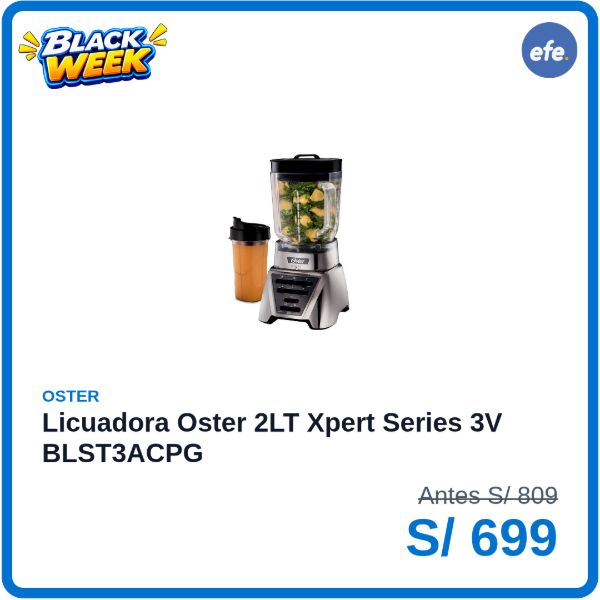 BLACK
WEEK
efe.
Oster
OSTER
Licuadora Oster 2LT Xpert Series 3V
BLST3ACPG
Antes S/ 809
S/ 699